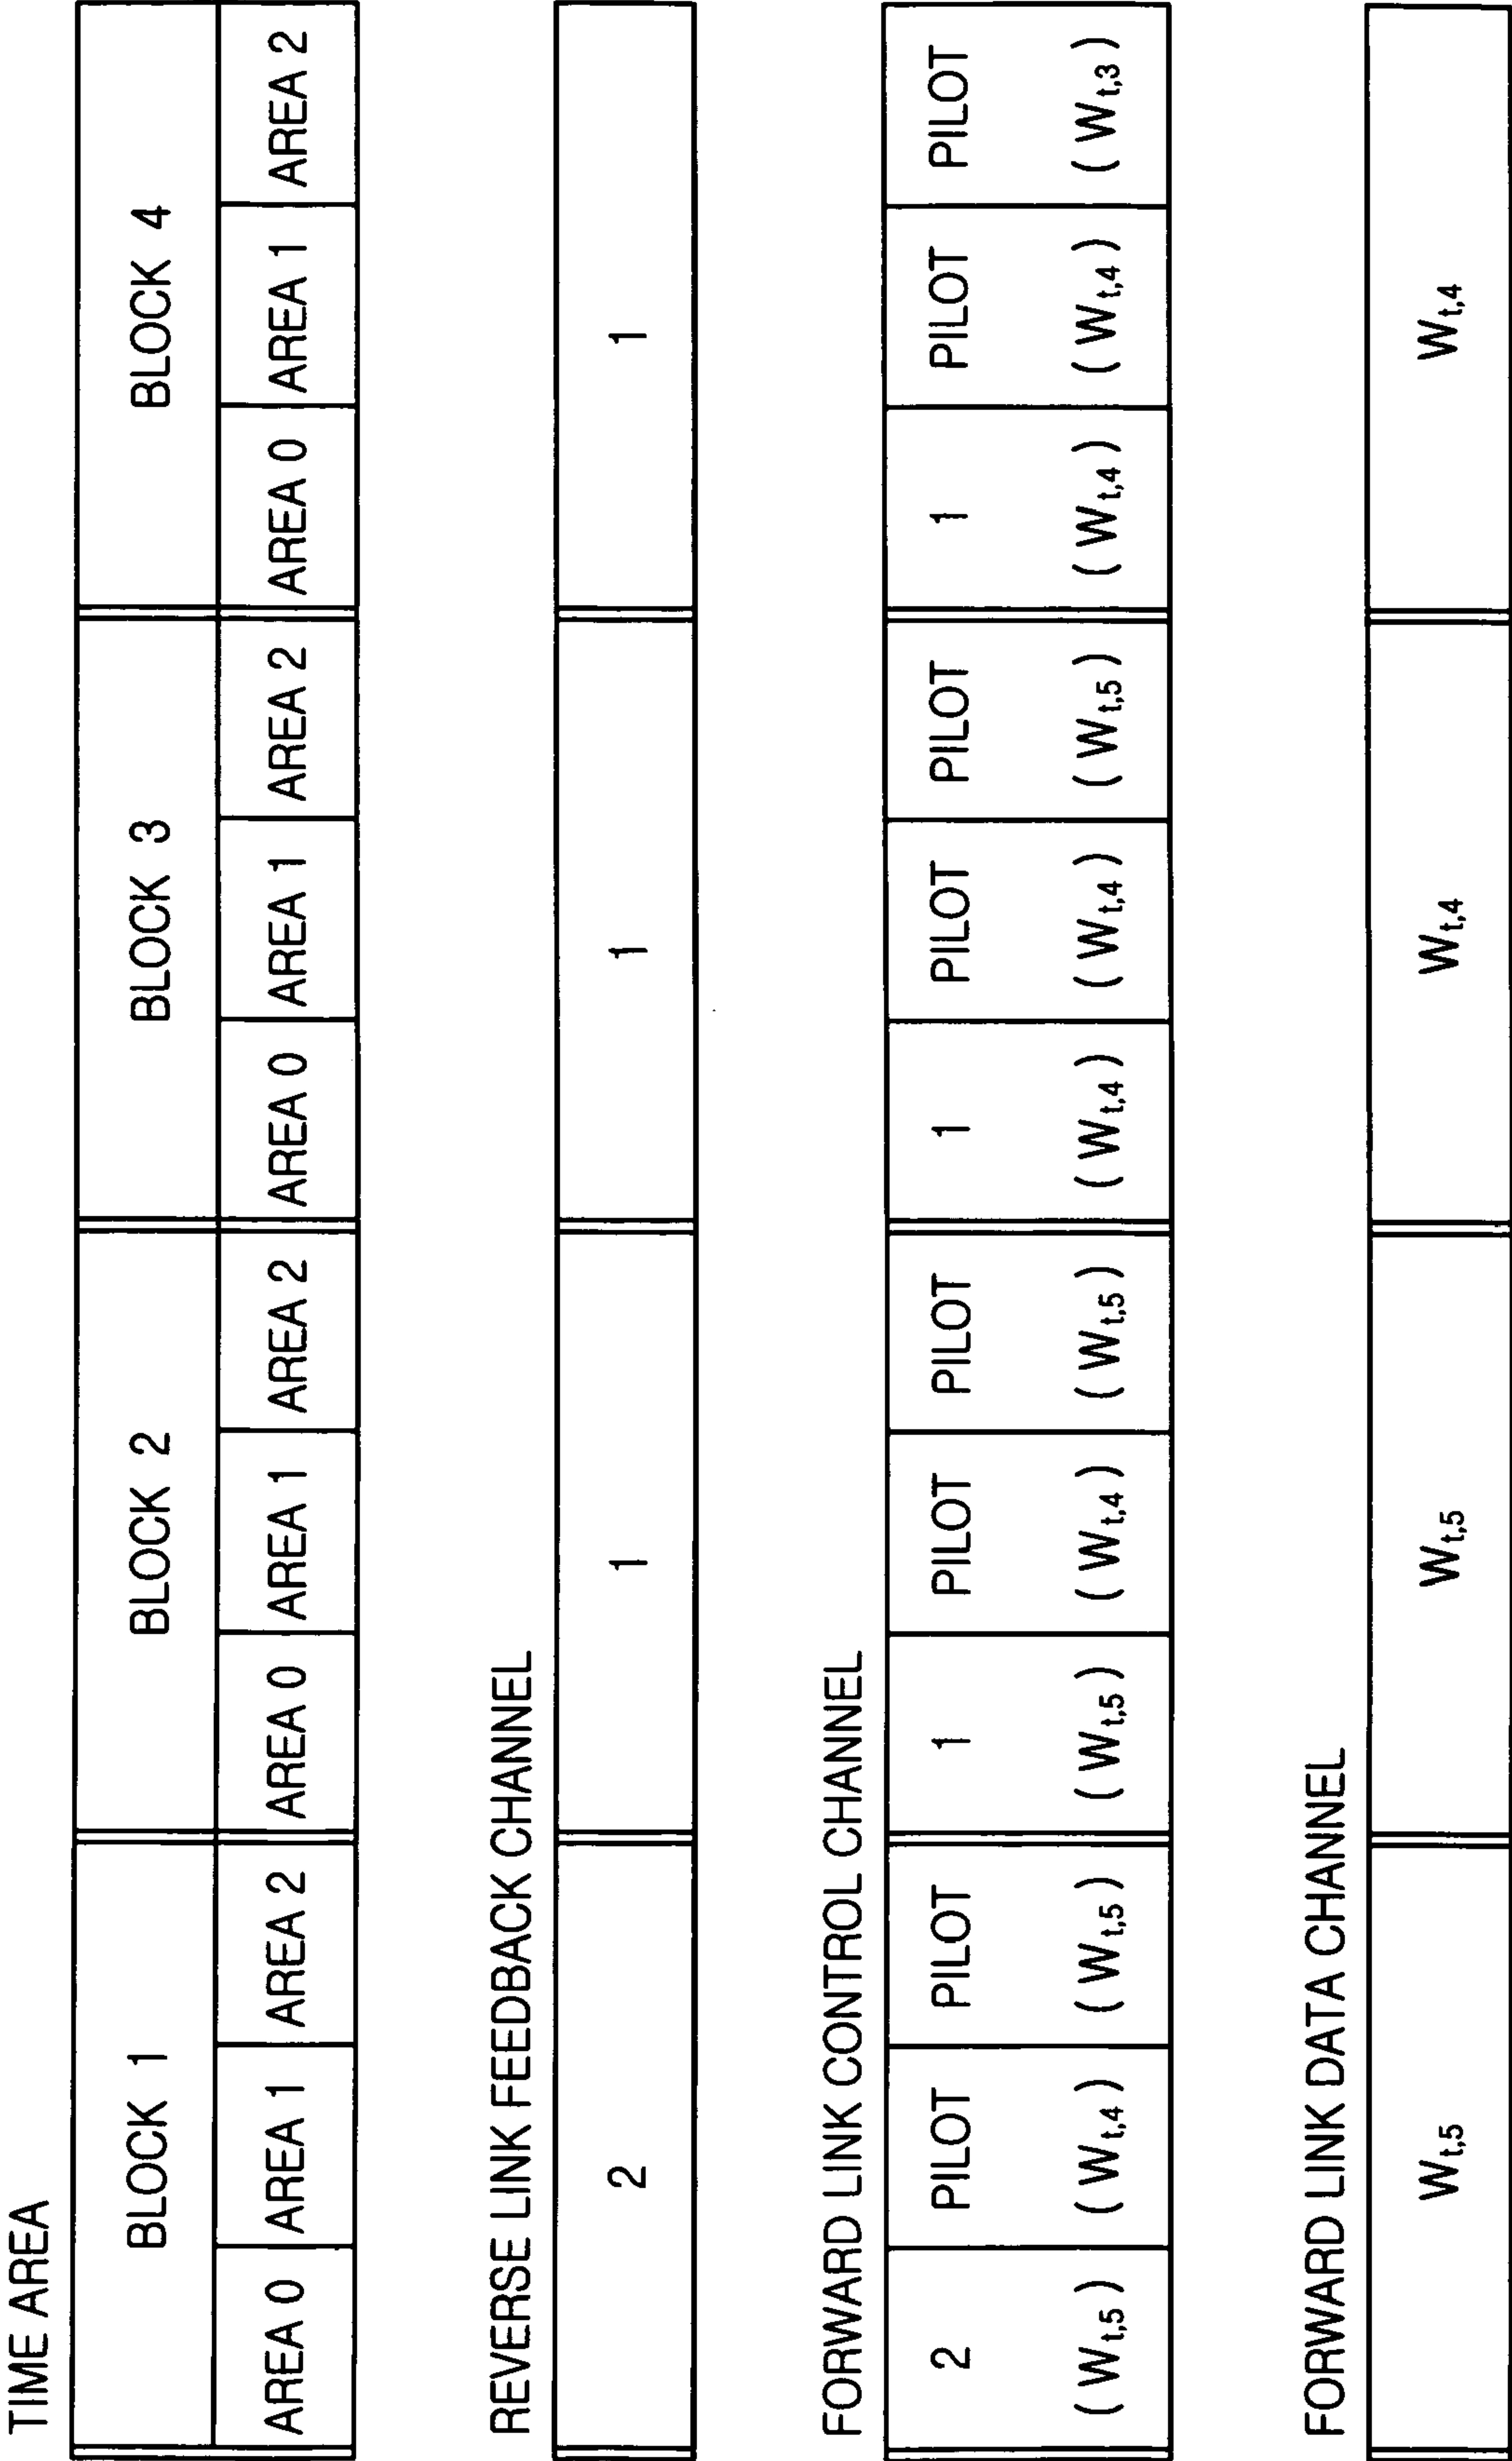 TIME AREA
BLOCK 1 BLOCK 2 BLOCK 3 BLOCK 4
AREA 0 AREA 1 AREA 2 AREA 0 AREA 1 AREA 2 AREA 0 AREA 1 AREA 2 AREA 0 AREA 1 AREA 2
REVERSE LINK FEEDBACK CHANNEL
2 1 1 1
FORWARD LINK CONTROL CHANNEL
2 PILOT PILOT 1 PILOT PILOT 1 PILOT PILOT 1 PILOT PILOT
(Wt,5) (Wt,4) (Wt,5) (Wt,5) (Wt,4) (Wt,5) (Wt,4) (Wt,4) (Wt,5) (Wt,4) (Wt,4) (Wt,3)
FORWARD LINK DATA CHANNEL
Wt,5 Wt,5 Wt,4 Wt,4